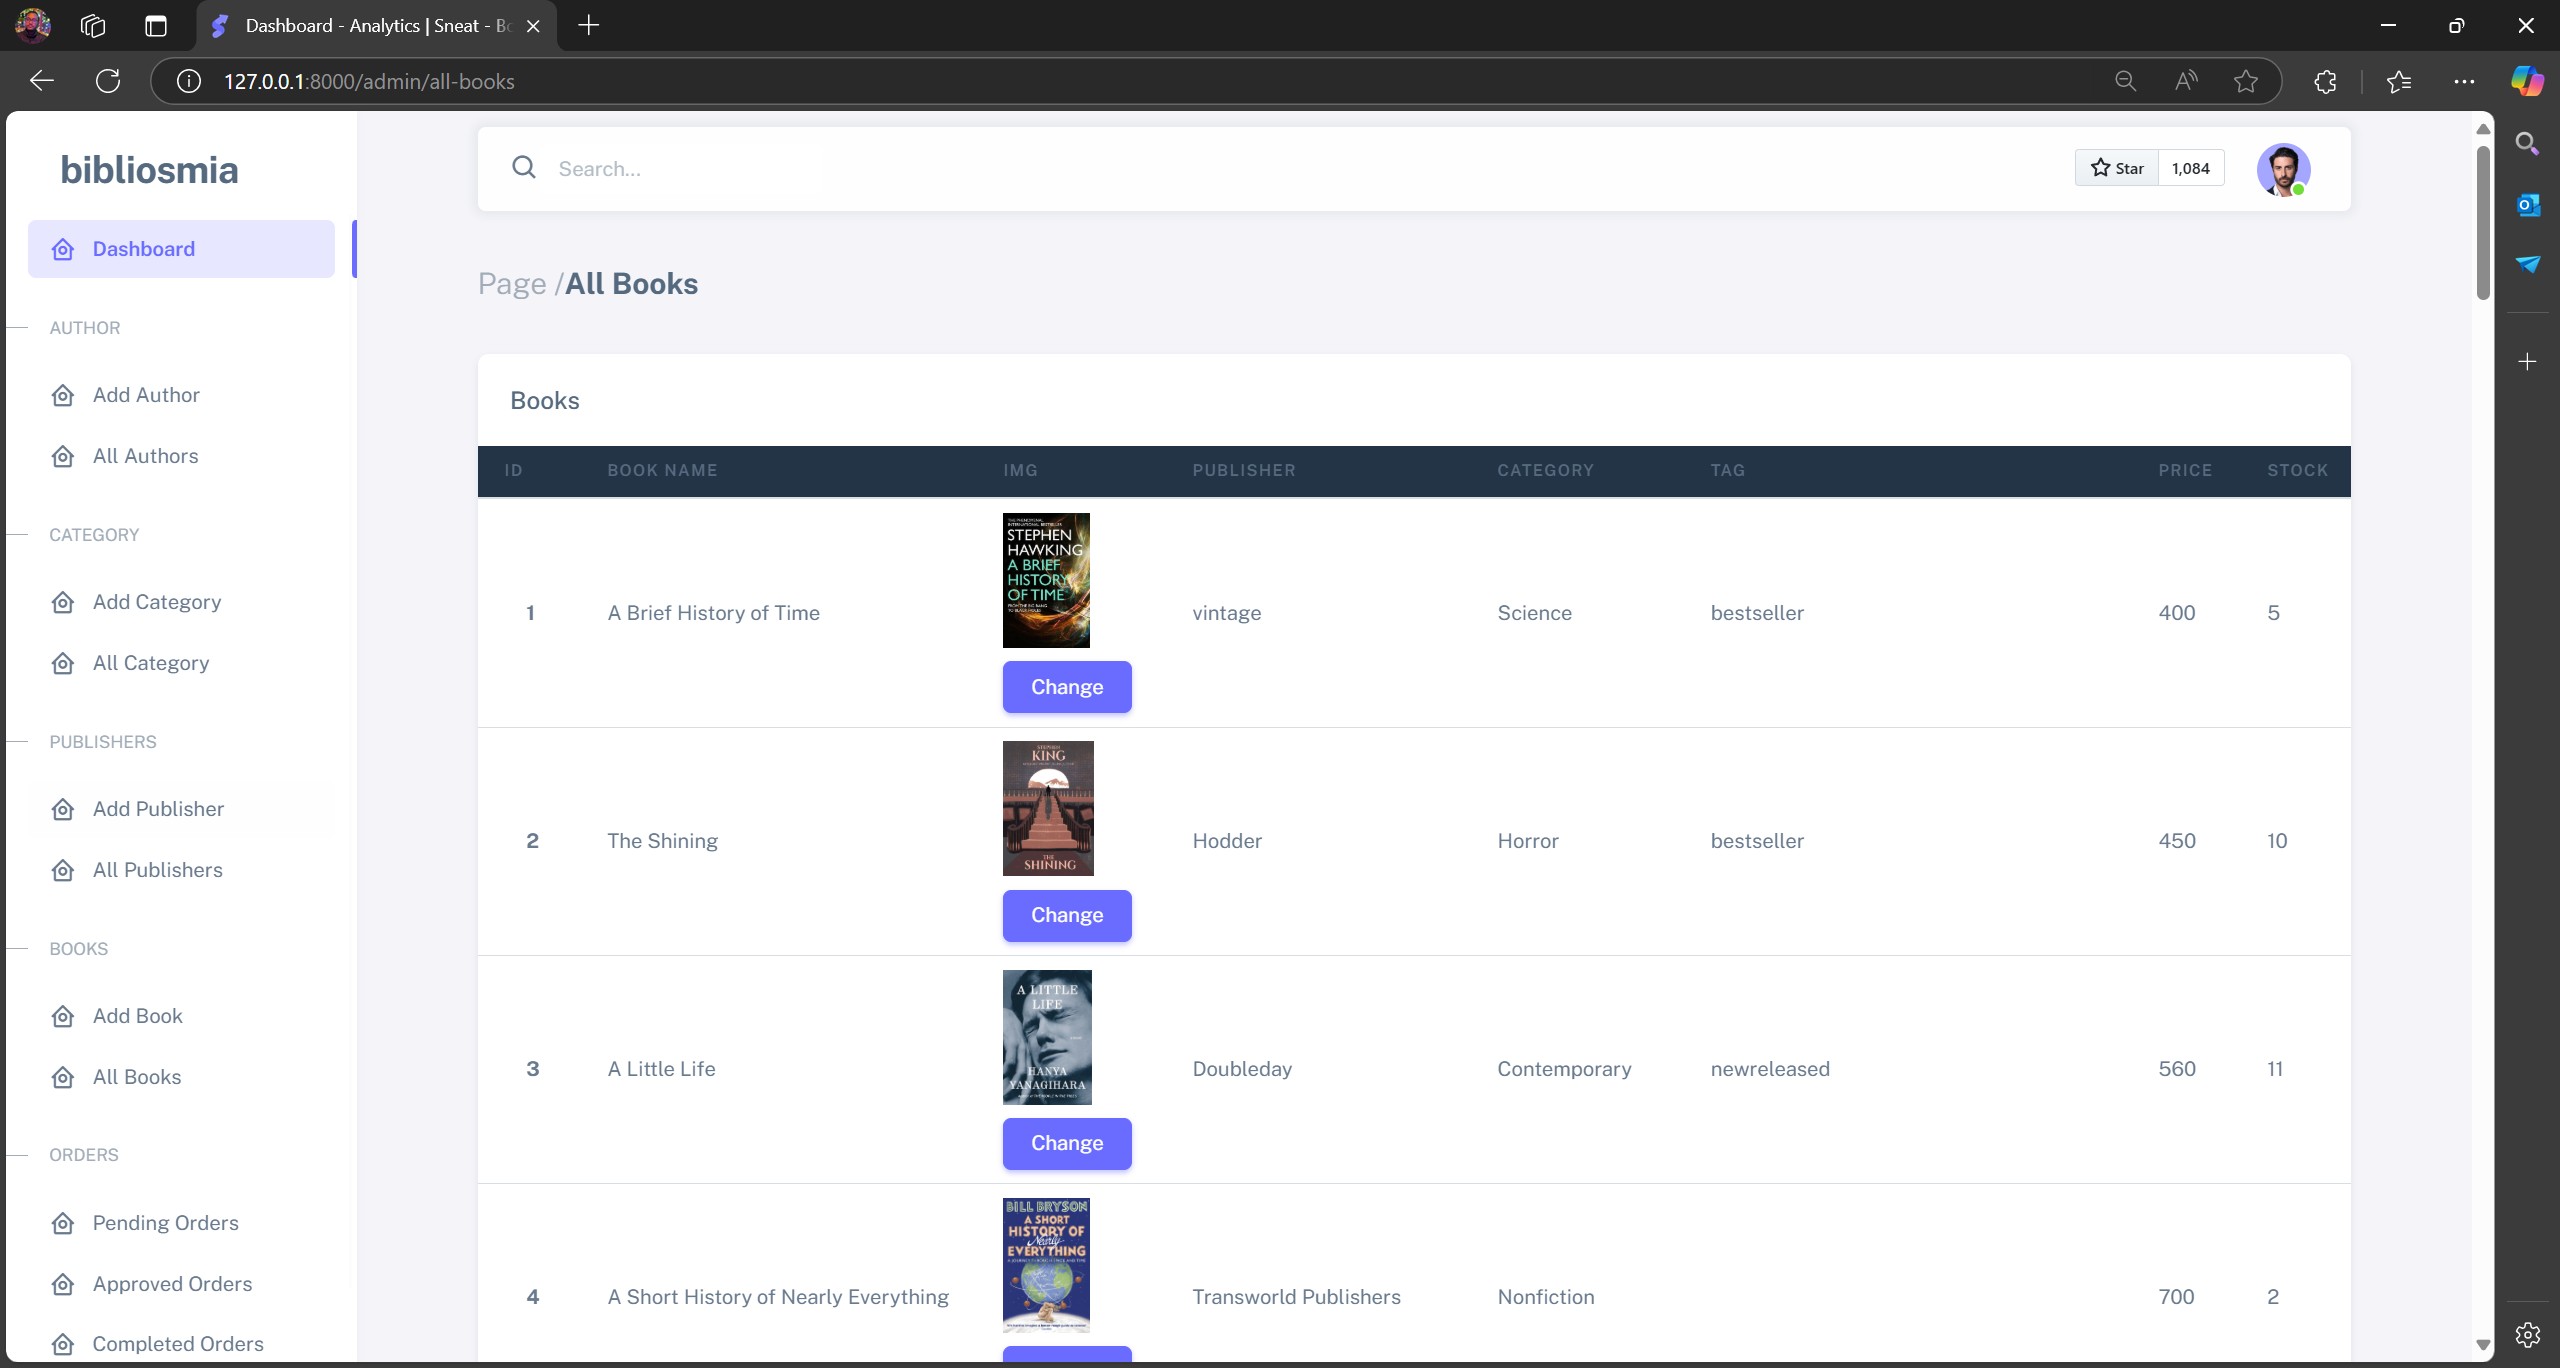 Dashboard - Analytics | Sneat - Bo
127.0.0.1:8000/admin/all-books
bibliosmia
Dashboard
AUTHOR
Add Author
All Authors
CATEGORY
Add Category
All Category
PUBLISHERS
Add Publisher
All Publishers
BOOKS
Add Book
All Books
ORDERS
Pending Orders
Approved Orders
Completed Orders
Search...
Star 1,084
Page /All Books
Books
ID BOOK NAME IMG PUBLISHER CATEGORY TAG PRICE STOCK
STEPHEN
HAWKING
A BRIEF
HISTORY
OF TIME
1 A Brief History of Time vintage Science bestseller 400 5
Change
STEPHEN
KING
THE
SHINING
2 The Shining Hodder Horror bestseller 450 10
Change
A LITTLE
LIFE
HANYA
YANAGIHARA
3 A Little Life Doubleday Contemporary newreleased 560 11
Change
BILL BRYSON
A SHORT
HISTORY OF
Nearly
EVERYTHING
4 A Short History of Nearly Everything Transworld Publishers Nonfiction 700 2